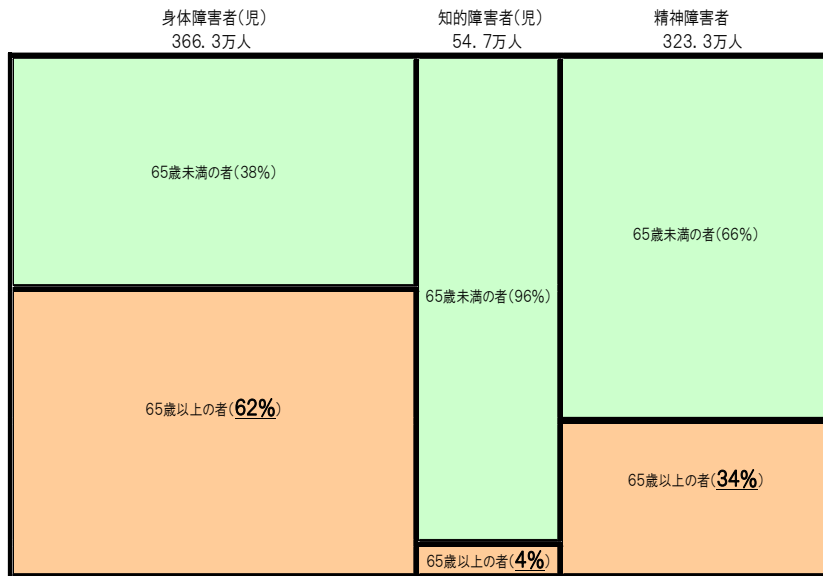 身体障害者(児)
366.3万人
知的障害者(児)
54.7万人
精神障害者
323.3万人
65歳未満の者(38%)
65歳未満の者(66%)
65歳未満の者(96%)
65歳以上の者(62%)
65歳以上の者(34%)
65歳以上の者(4%)